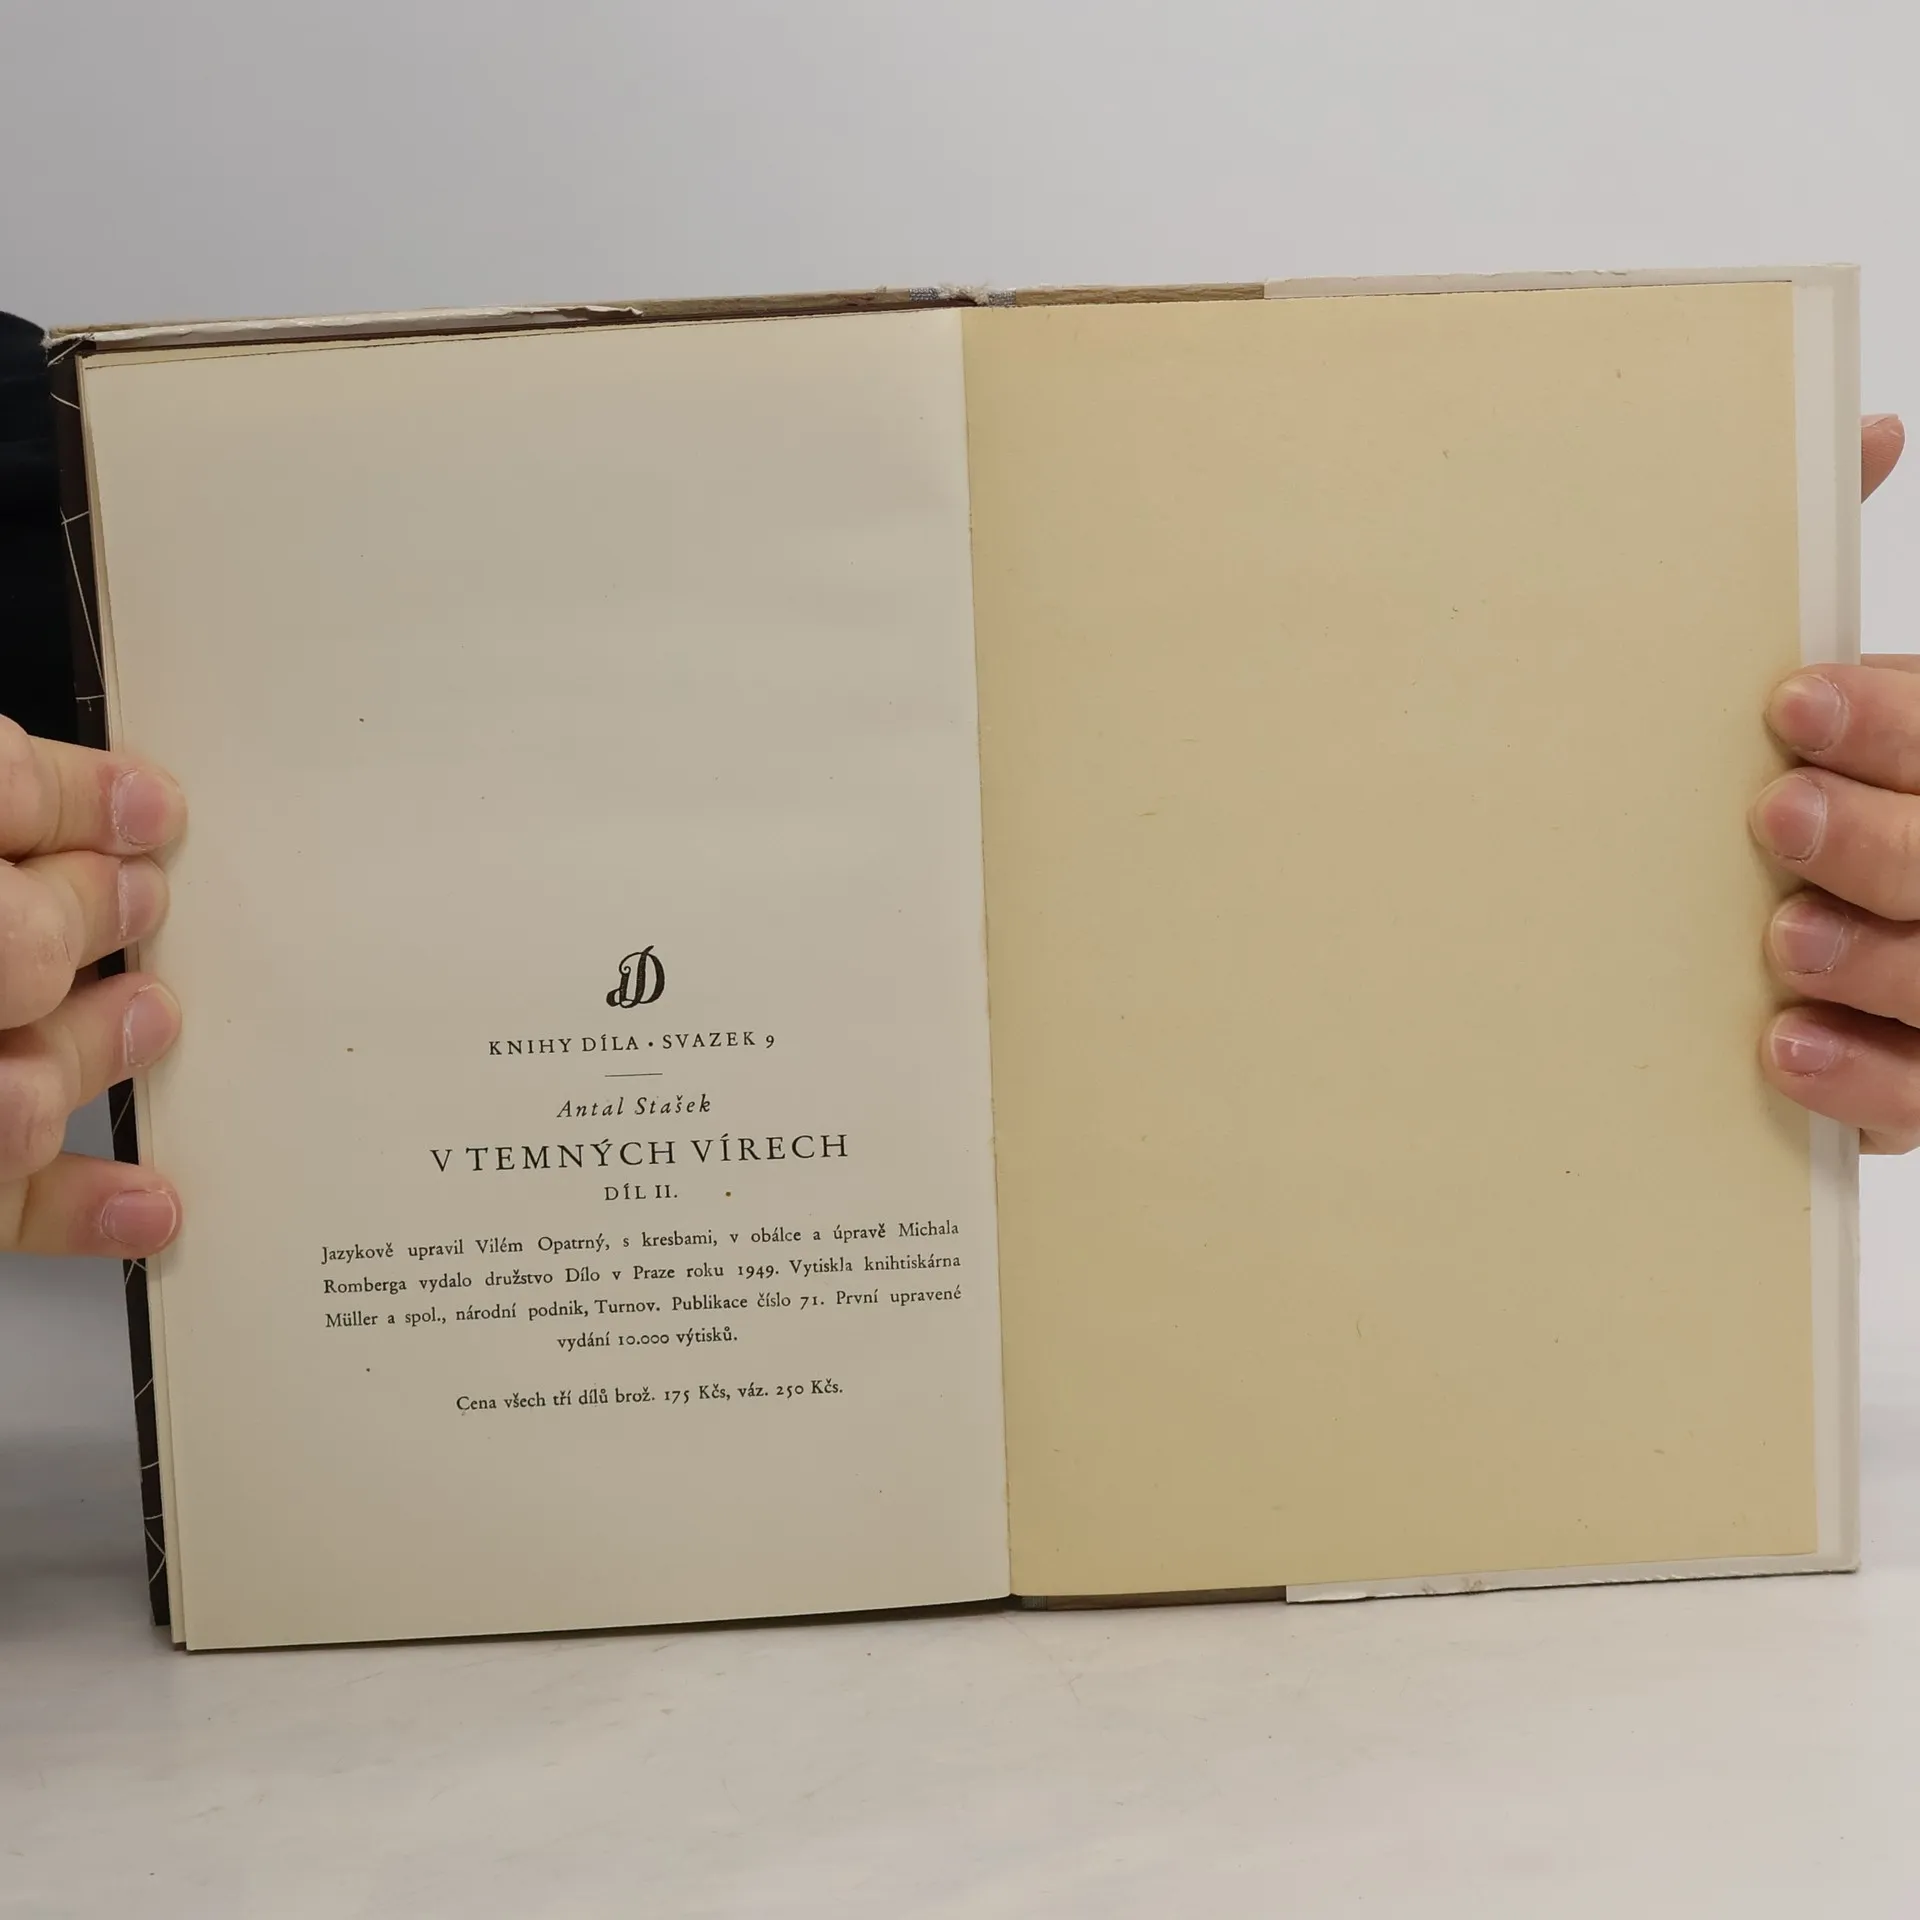 D
KNIHY DÍLA · SVAZEK 9
Antal Stašek
V TEMNÝCH VÍRECH
DÍL II.
Jazykově upravil Vilém Opatrný, s kresbami, v obálce a úpravě Michala
Romberga vydalo družstvo Dílo v Praze roku 1949. Vytiskla knihtiskárna
Müller a spol., národní podnik, Turnov. Publikace číslo 71. První upravené
vydání 10.000 výtisků.
Cena všech tří dílů brož. 175 Kčs, váz. 250 Kčs.